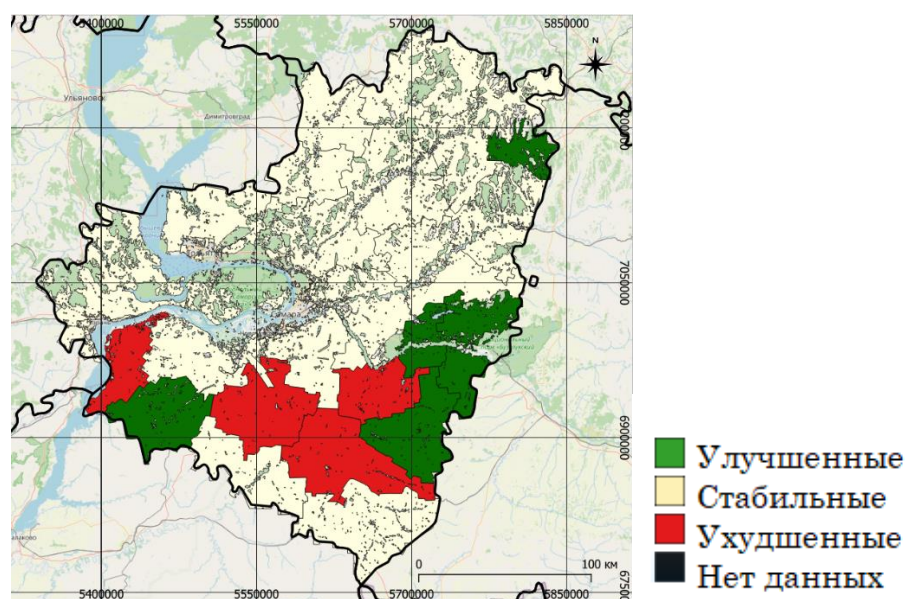 5400000
5550000
5700000
5850000
N
Ульяновск
Димитровград
7050000
6900000
0
100 км
5400000
5550000
5700000
5850000
Улучшенные
Стабильные
Ухудшенные
Нет данных